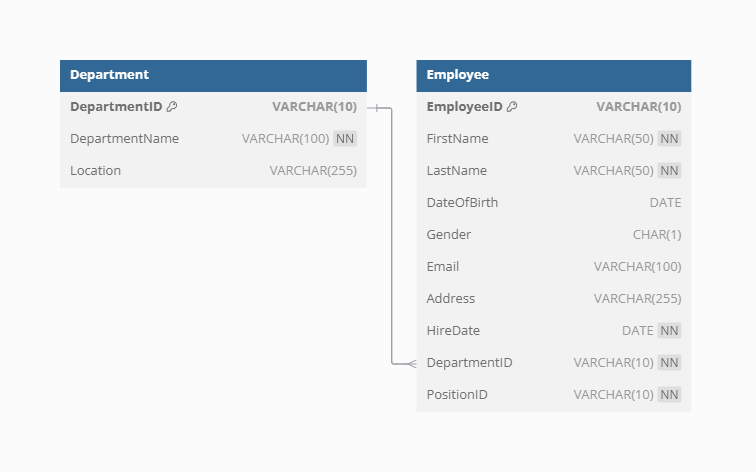 Department
DepartmentID VARCHAR(10)
DepartmentName VARCHAR(100) NN
Location VARCHAR(255)
Employee
EmployeeID VARCHAR(10)
FirstName VARCHAR(50) NN
LastName VARCHAR(50) NN
DateOfBirth DATE
Gender CHAR(1)
Email VARCHAR(100)
Address VARCHAR(255)
HireDate DATE NN
DepartmentID VARCHAR(10) NN
PositionID VARCHAR(10) NN